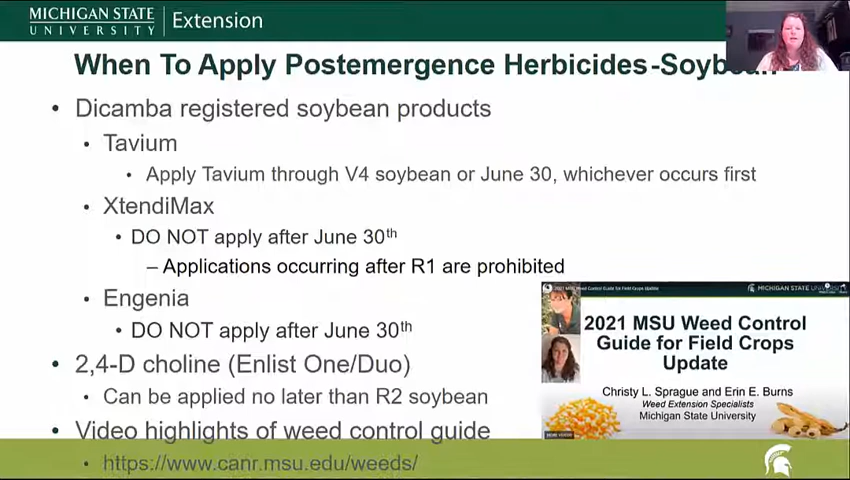 MICHIGAN STATE
UNIVERSITY
Extension
When To Apply Postemergence Herbicides-Soybean
• Dicamba registered soybean products
• Tavium
• Apply Tavium through V4 soybean or June 30, whichever occurs first
• XtendiMax
• DO NOT apply after June 30th
– Applications occurring after R1 are prohibited
• Engenia
• DO NOT apply after June 30th
• 2,4-D choline (Enlist One/Duo)
• Can be applied no later than R2 soybean
• Video highlights of weed control guide
• https://www.canr.msu.edu/weeds/
2021 MSU Weed Control Guide for Field Crops Update
MICHIGAN STATE
2021 MSU Weed Control
Guide for Field Crops
Update
Christy L. Sprague and Erin E. Burns
Weed Extension Specialists
Michigan State University